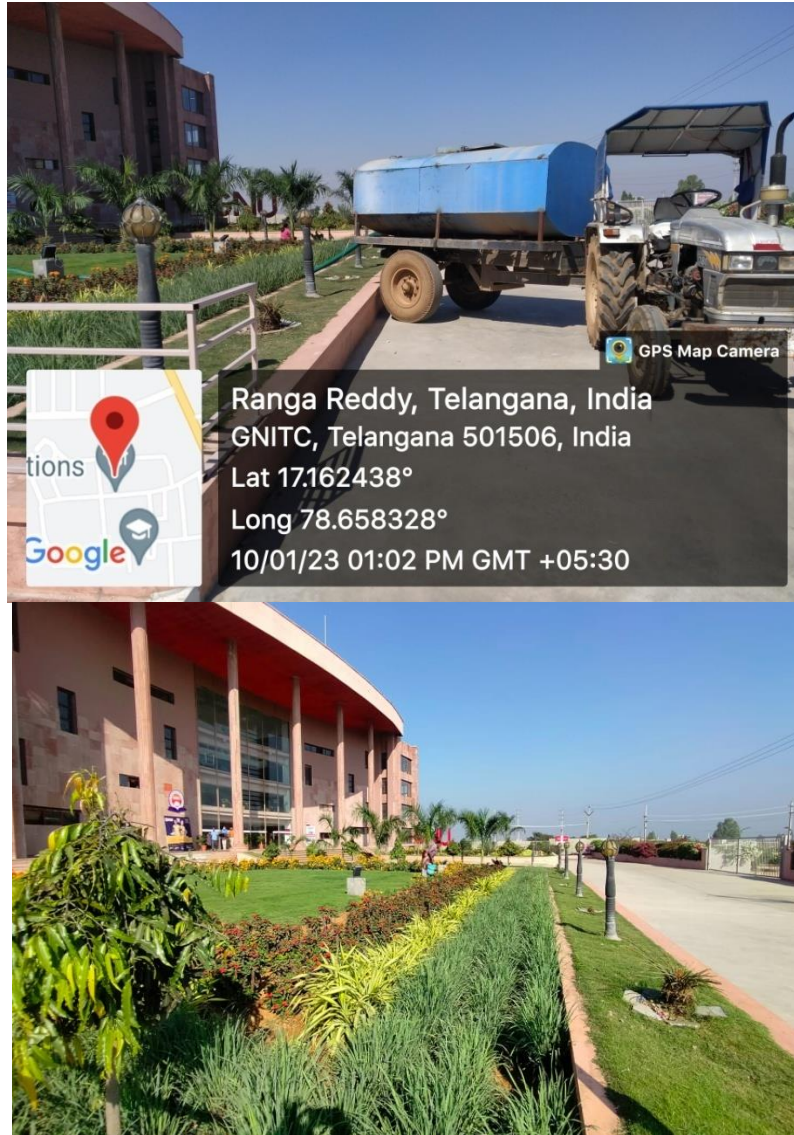 GPS Map Camera
Ranga Reddy, Telangana, India
GNITC, Telangana 501506, India
Lat 17.162438°
Long 78.658328°
10/01/23 01:02 PM GMT +05:30
tions
Google